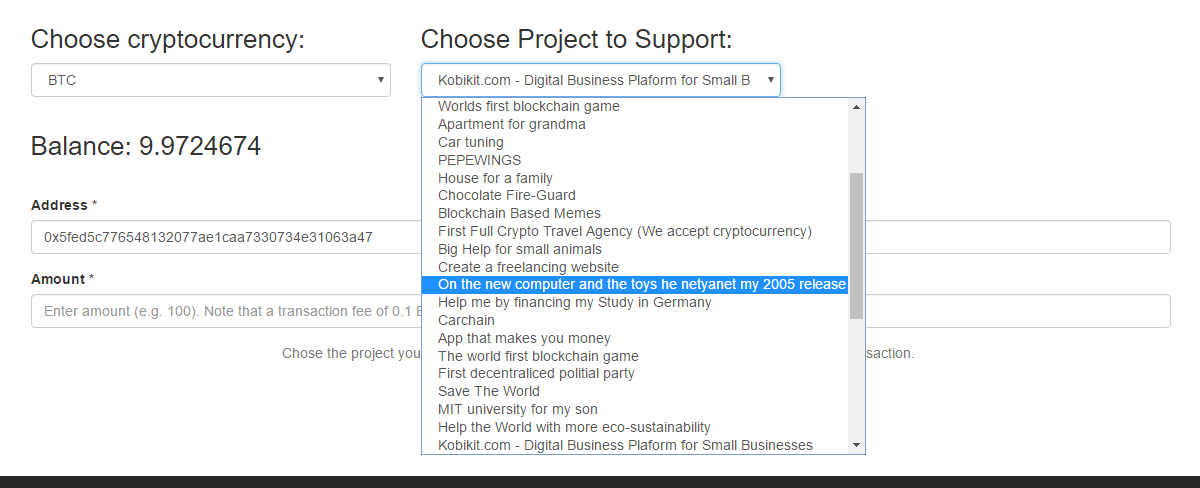 Choose cryptocurrency:
Choose Project to Support:
BTC
Kobikit.com - Digital Business Plaform for Small B
Balance: 9.9724674
Worlds first blockchain game
Apartment for grandma
Car tuning
PEPEWINGS
House for a family
Chocolate Fire-Guard
Blockchain Based Memes
First Full Crypto Travel Agency (We accept cryptocurrency)
Big Help for small animals
Create a freelancing website
On the new computer and the toys he netyanet my 2005 release
Help me by financing my Study in Germany
Carchain
App that makes you money
The world first blockchain game
First decentraliced politial party
Save The World
MIT university for my son
Help the World with more eco-sustainability
Kobikit.com - Digital Business Plaform for Small Businesses
Address *
0x5fed5c776548132077ae1caa7330734e31063a47
Amount *
Enter amount (e.g. 100). Note that a transaction fee of 0.1
Chose the project you
saction.